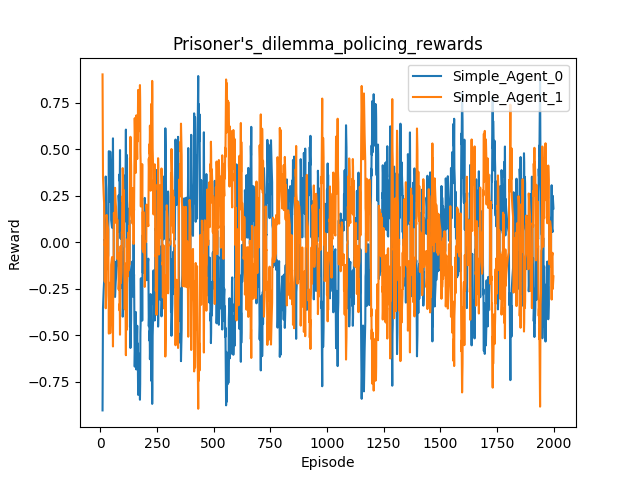 Prisoner's_dilemma_policing_rewards
Simple_Agent_0
Simple_Agent_1
Reward
0.75
0.50
0.25
0.00
−0.25
−0.50
−0.75
0 250 500 750 1000 1250 1500 1750 2000
Episode